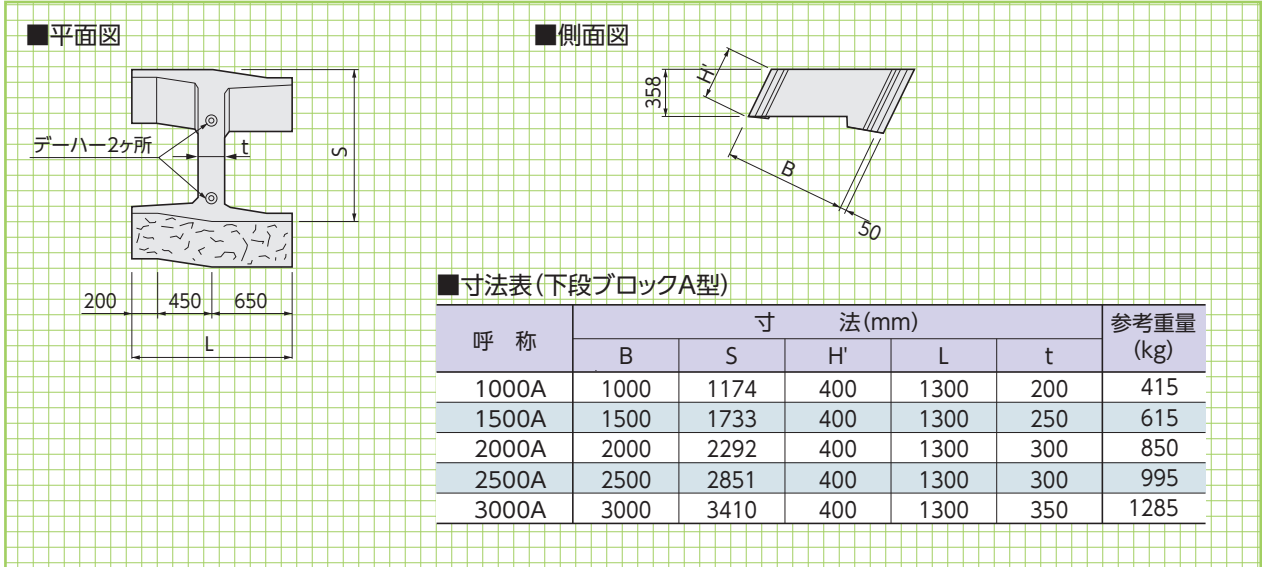 ■平面図
デーハー2ヶ所
t
S
200 450 650
L
■側面図
358
H'
B
50
■寸法表(下段ブロックA型)
呼 称 寸 法(mm) 参考重量(kg)
B S H' L t
1000A 1000 1174 400 1300 200 415
1500A 1500 1733 400 1300 250 615
2000A 2000 2292 400 1300 300 850
2500A 2500 2851 400 1300 300 995
3000A 3000 3410 400 1300 350 1285